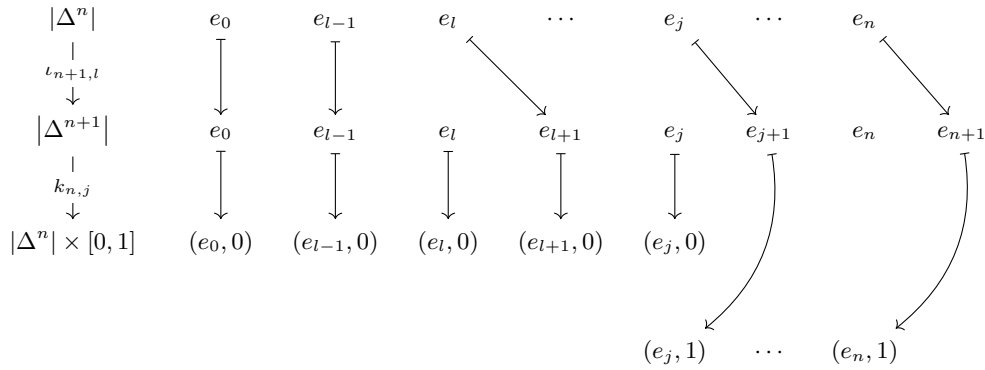 |Δ^n| e_0 e_{l−1} e_l ⋯ e_j ⋯ e_n
ι_{n+1,l}
|Δ^{n+1}| e_0 e_{l−1} e_l e_{l+1} e_j e_{j+1} e_n e_{n+1}
k_{n,j}
|Δ^n| × [0, 1] (e_0, 0) (e_{l−1}, 0) (e_l, 0) (e_{l+1}, 0) (e_j, 0)
(e_j, 1) ⋯ (e_n, 1)